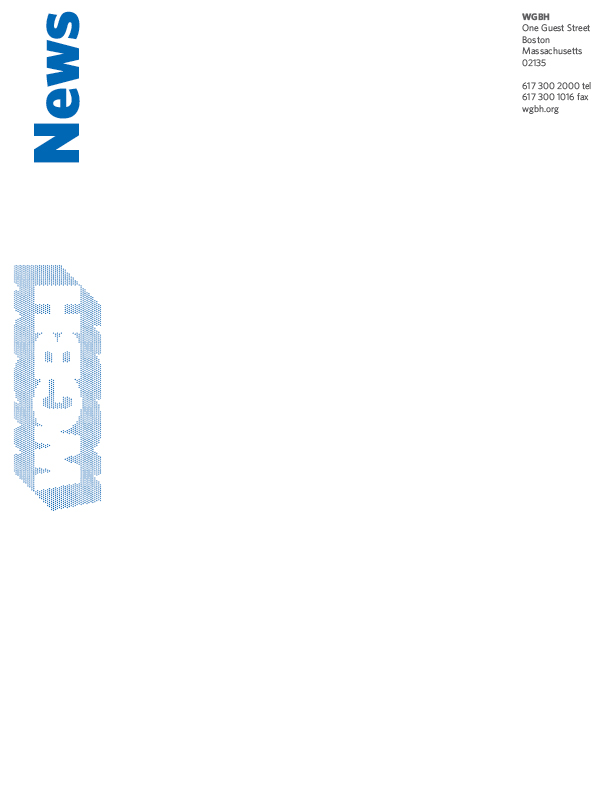 News
WGBH
One Guest Street
Boston
Massachusetts
02135
617 300 2000 tel
617 300 1016 fax
wgbh.org
WGBH